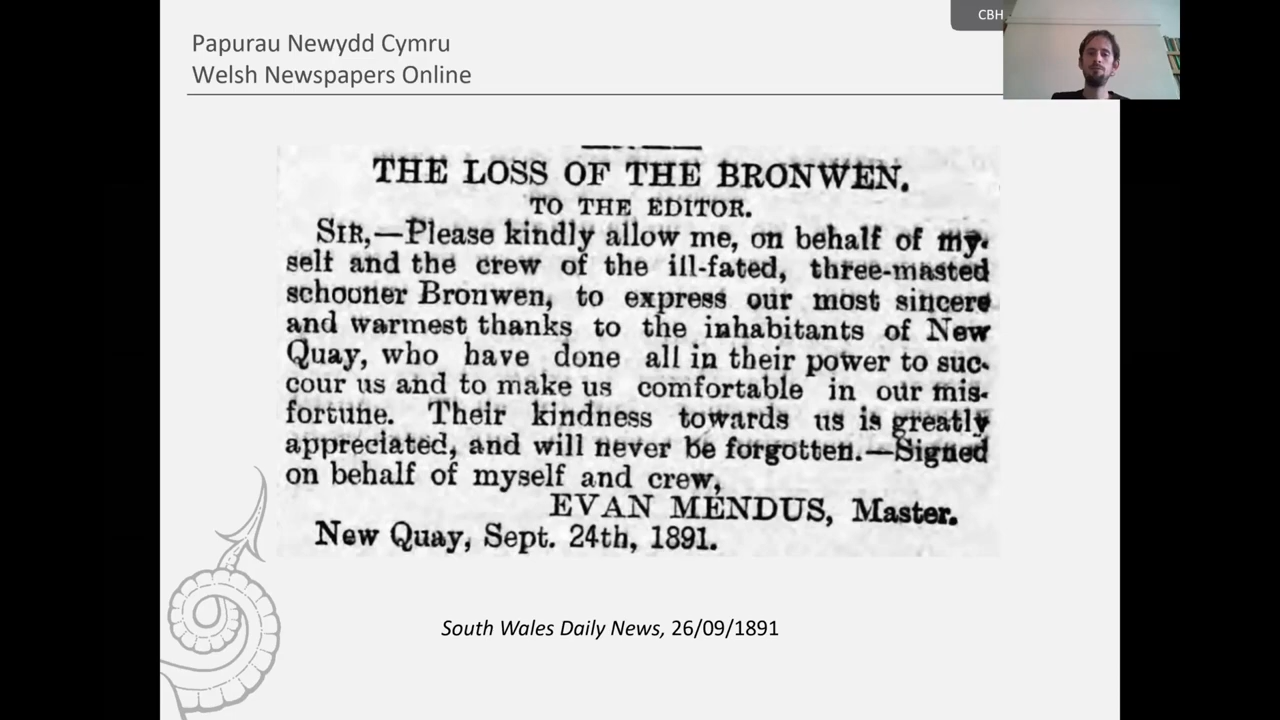 CBH
Papurau Newydd Cymru
Welsh Newspapers Online
THE LOSS OF THE BRONWEN.
TO THE EDITOR.
SIR,—Please kindly allow me, on behalf of my-
self and the crew of the ill-fated, three-masted
schooner Bronwen, to express our most sincere
and warmest thanks to the inhabitants of New
Quay, who have done all in their power to suc-
cour us and to make us comfortable in our mis-
fortune. Their kindness towards us is greatly
appreciated, and will never be forgotten.—Signed
on behalf of myself and crew,
EVAN MENDUS, Master.
New Quay, Sept. 24th, 1891.
South Wales Daily News, 26/09/1891